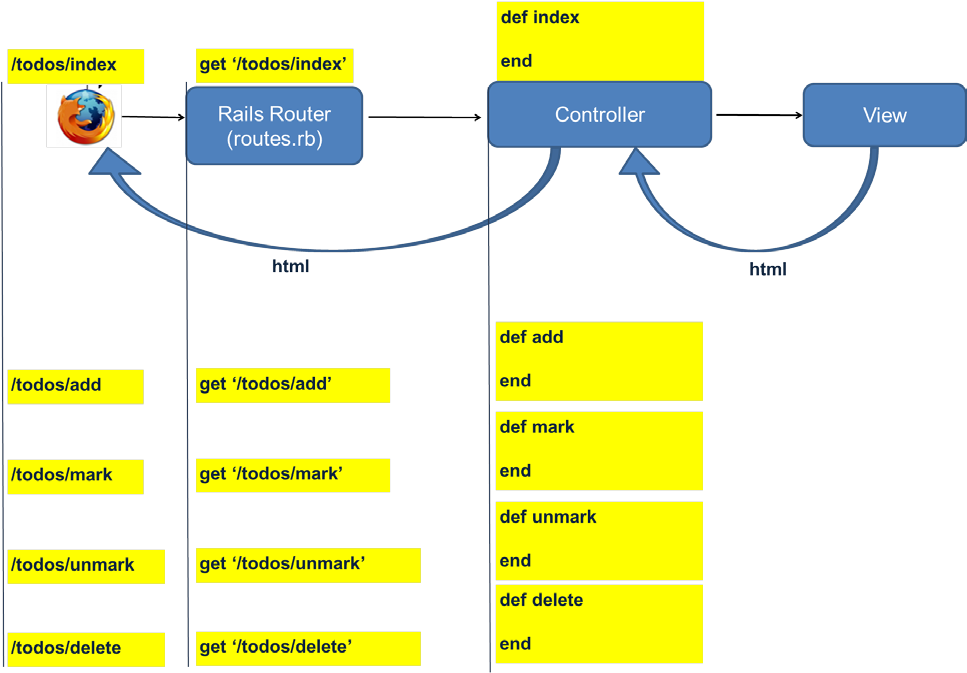 def index
end
/todos/index
get ‘/todos/index’
Rails Router
(routes.rb)
Controller
View
html
html
def add
end
/todos/add
get ‘/todos/add’
def mark
end
/todos/mark
get ‘/todos/mark’
def unmark
end
/todos/unmark
get ‘/todos/unmark’
def delete
end
/todos/delete
get ‘/todos/delete’